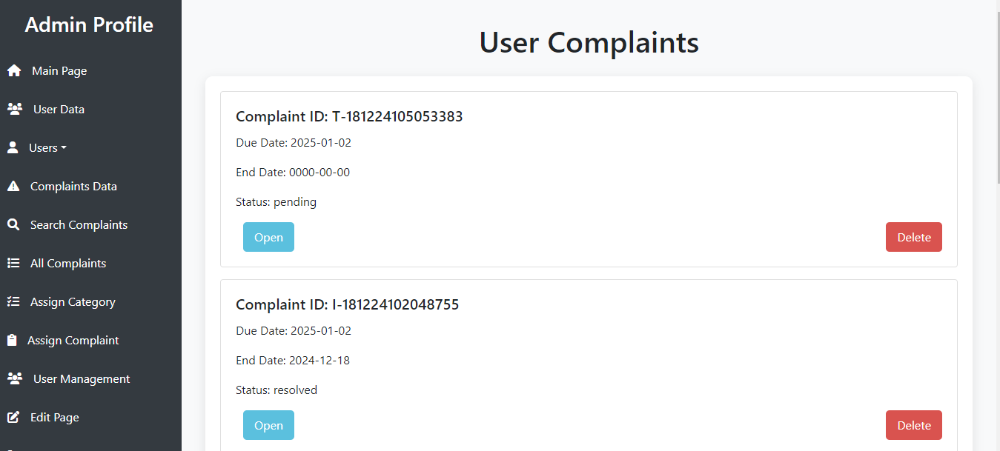 Admin Profile
Main Page
User Data
Users
Complaints Data
Search Complaints
All Complaints
Assign Category
Assign Complaint
User Management
Edit Page
User Complaints
Complaint ID: T-181224105053383
Due Date: 2025-01-02
End Date: 0000-00-00
Status: pending
Open
Delete
Complaint ID: I-181224102048755
Due Date: 2025-01-02
End Date: 2024-12-18
Status: resolved
Open
Delete